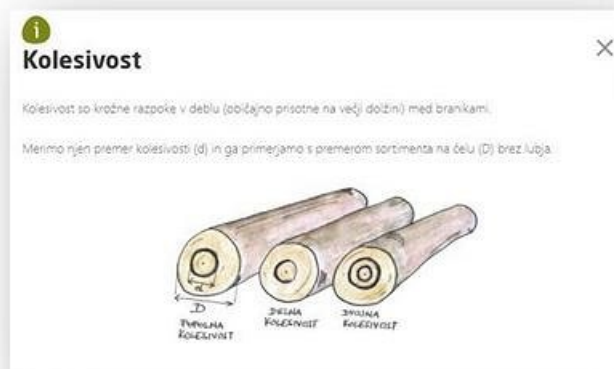 i
Kolesivost
Kolesivost so krožne razpoke v deblu (običajno prisotne na večji dolžini) med branikami.
Merimo njen premer kolesivosti (d) in ga primerjamo s premerom sortimenta na čelu (D) brez lubja.
d
D
POPOLNA
KOLESIVOST
DELNA
KOLESIVOST
DVOJNA
KOLESIVOST